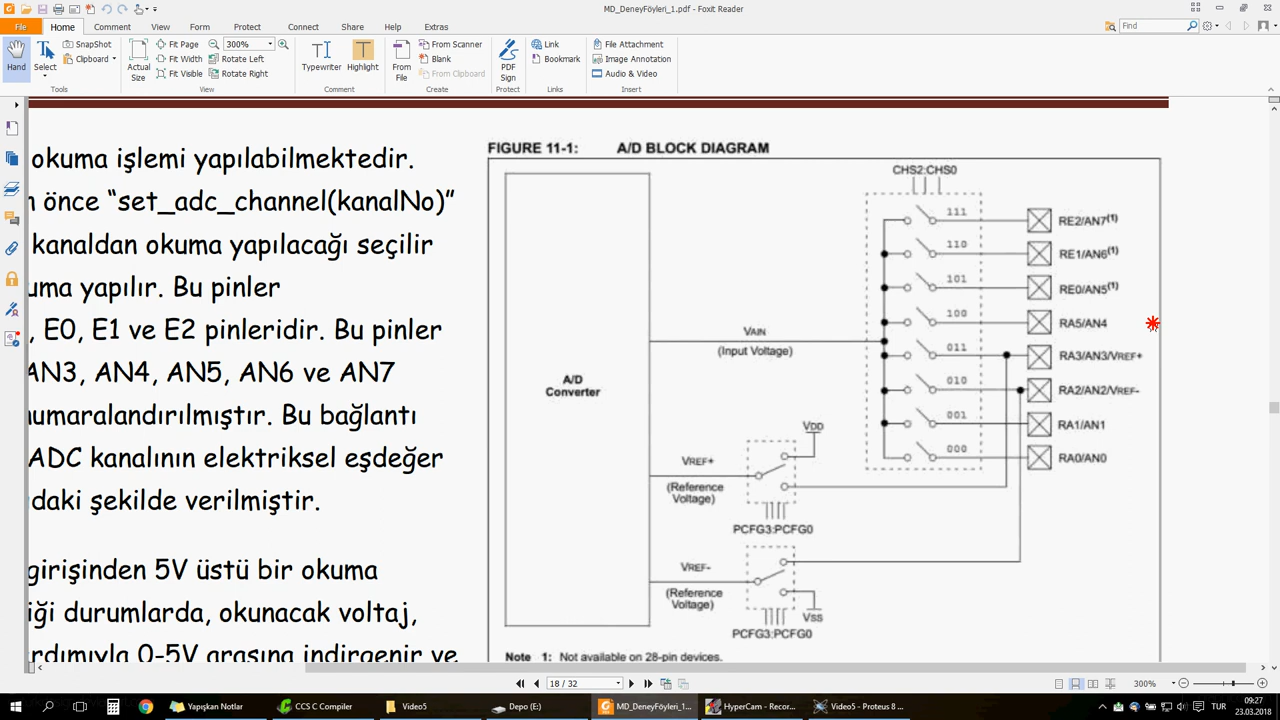 MD_DeneyFöyleri_1.pdf - Foxit Reader
File Home Comment View Form Protect Share Connect Help Extras
Find
SnapShot
Clipboard
Hand
Select
Tools
Actual
Size
Fit Page
Fit Width
Fit Visible
300%
Rotate Left
Rotate Right
View
Typewriter
Highlight
Comment
From
File
From Scanner
Blank
From Clipboard
Create
PDF
Sign
Protect
Link
Bookmark
Links
File Attachment
Image Annotation
Audio & Video
Insert
okuma işlemi yapılabilmektedir.
n önce “set_adc_channel(kanalNo)”
kanaldan okuma yapılacağı seçilir
uma yapılır. Bu pinler
, E0, E1 ve E2 pinleridir. Bu pinler
AN3, AN4, AN5, AN6 ve AN7
numaralandırılmıştır. Bu bağlantı
ADC kanalının elektriksel eşdeğer
daki şekilde verilmiştir.
girişinden 5V üstü bir okuma
iği durumlarda, okunacak voltaj,
ardımıyla 0-5V arasına indirgenir ve
FIGURE 11-1: A/D BLOCK DIAGRAM
CHS2:CHS0
111 RE2/AN7(1)
110 RE1/AN6(1)
101 RE0/AN5(1)
100 RA5/AN4
011 RA3/AN3/VREF+
010 RA2/AN2/VREF-
001 RA1/AN1
000 RA0/AN0
VAIN
(Input Voltage)
A/D
Converter
VDD
VREF+
(Reference
Voltage)
PCFG3:PCFG0
VREF-
(Reference
Voltage)
VSS
PCFG3:PCFG0
Note 1: Not available on 28-pin devices.
18 / 32
300%
Yapışkan Notlar
CCS C Compiler
Video5
Depo (E:)
MD_DeneyFöyleri_1...
HyperCam - Recor...
Video5 - Proteus 8 ...
TUR
09:27
23.03.2018